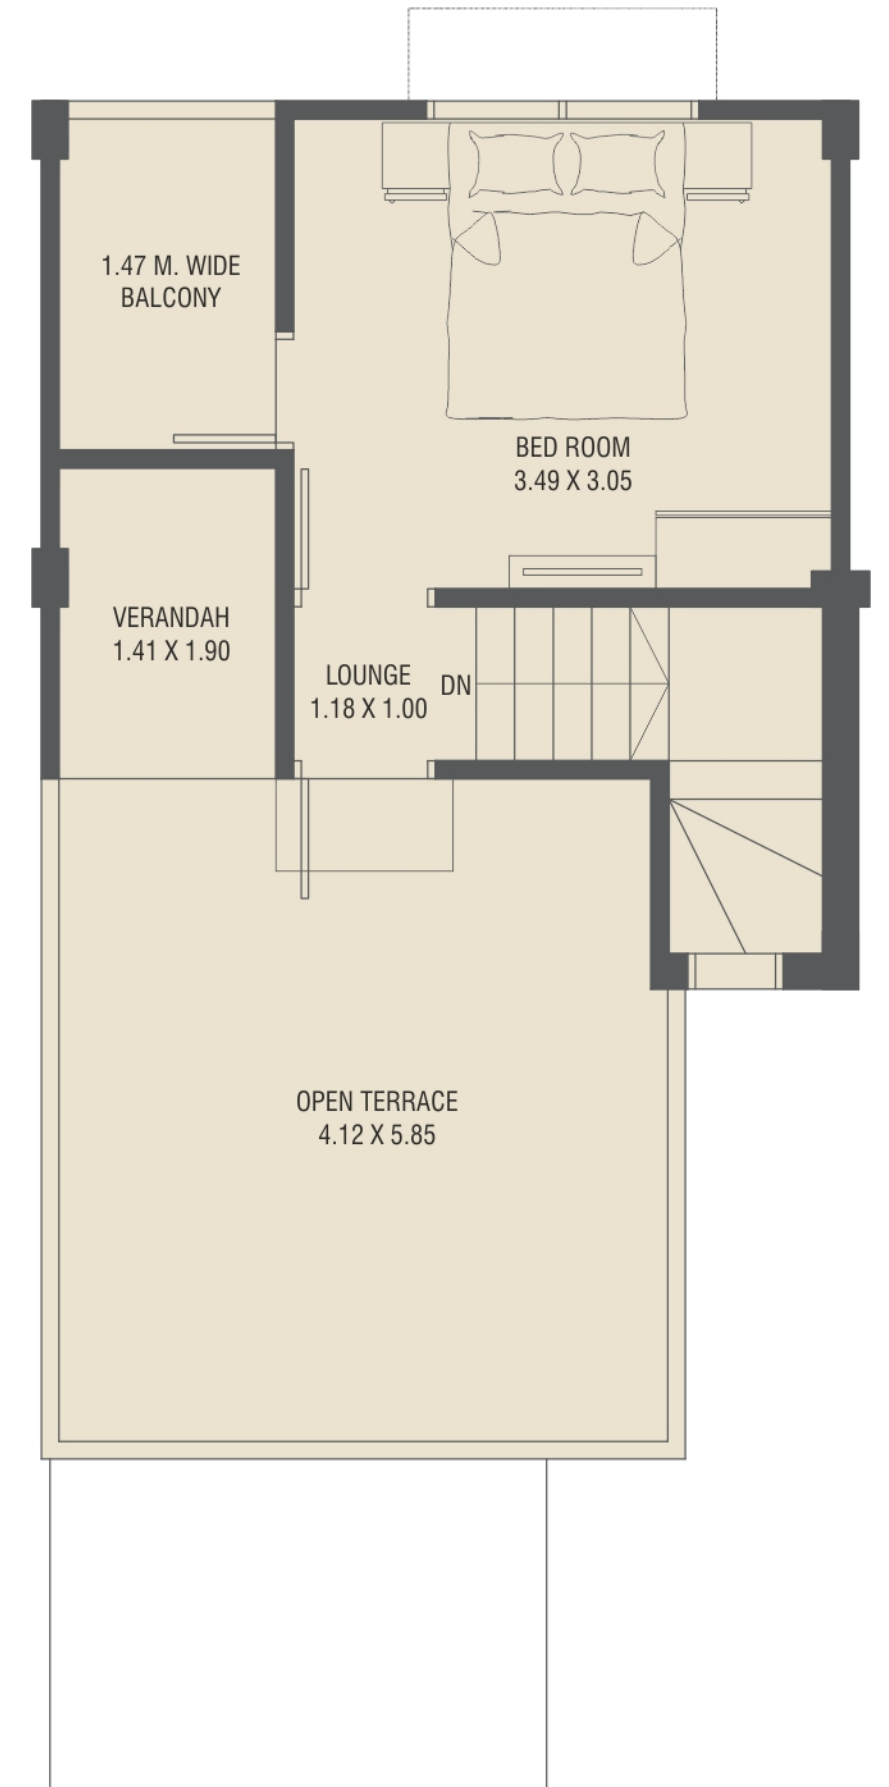 1.47 M. WIDE
BALCONY
BED ROOM
3.49 X 3.05
VERANDAH
1.41 X 1.90
LOUNGE
1.18 X 1.00
DN
OPEN TERRACE
4.12 X 5.85